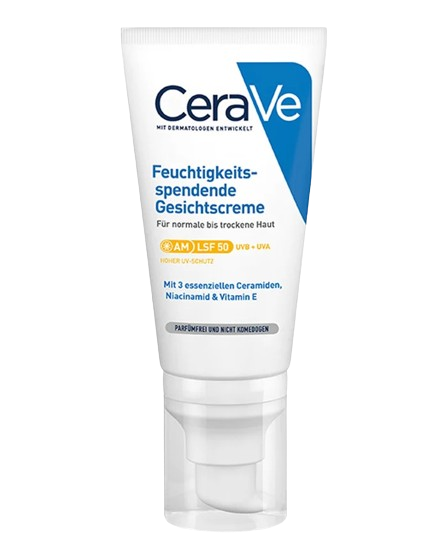 CeraVe
MIT DERMATOLOGEN ENTWICKELT
Feuchtigkeits-
spendende
Gesichtscreme
Für normale bis trockene Haut
AM LSF 50 UVB + UVA
HOHER UV-SCHUTZ
Mit 3 essenziellen Ceramiden,
Niacinamid & Vitamin E
PARFÜMFREI UND NICHT KOMEDOGEN